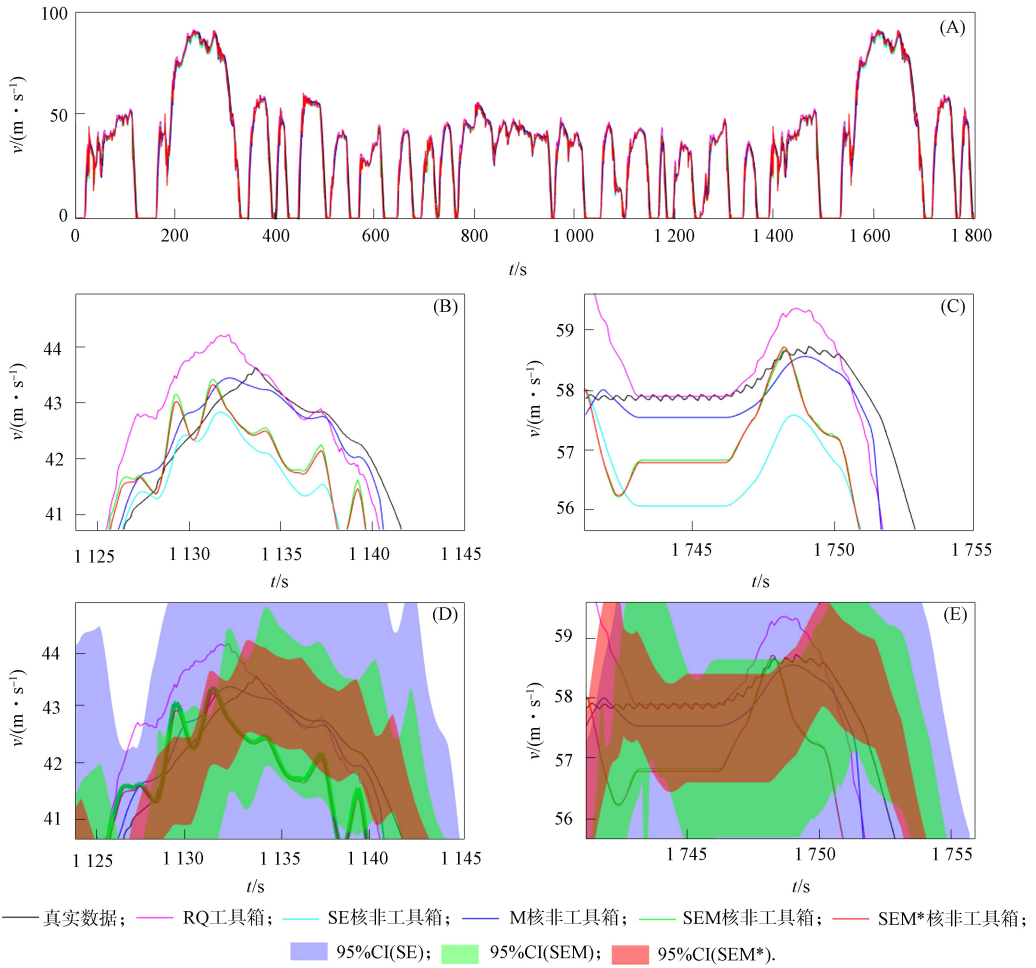 (A)
v/(m·s⁻¹)
100
50
0
0 200 400 600 800 1 000 1 200 1 400 1 600 1 800
t/s
(B)
v/(m·s⁻¹)
44
43
42
41
1 125 1 130 1 135 1 140 1 145
t/s
(C)
v/(m·s⁻¹)
59
58
57
56
1 745 1 750 1 755
t/s
(D)
v/(m·s⁻¹)
44
43
42
41
1 125 1 130 1 135 1 140 1 145
t/s
(E)
v/(m·s⁻¹)
59
58
57
56
1 745 1 750 1 755
t/s
真实数据; RQ工具箱; SE核非工具箱; M核非工具箱; SEM核非工具箱; SEM*核非工具箱;
95%CI(SE); 95%CI(SEM); 95%CI(SEM*).